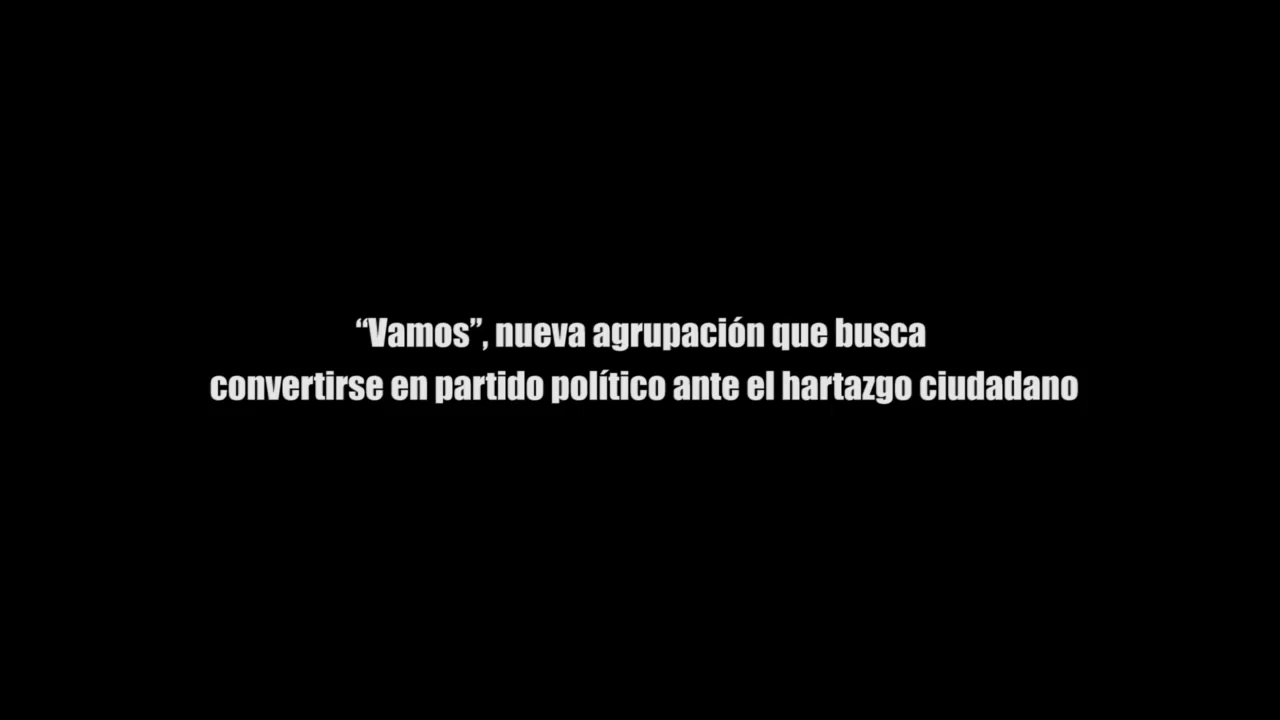 “Vamos”, nueva agrupación que busca
convertirse en partido político ante el hartazgo ciudadano